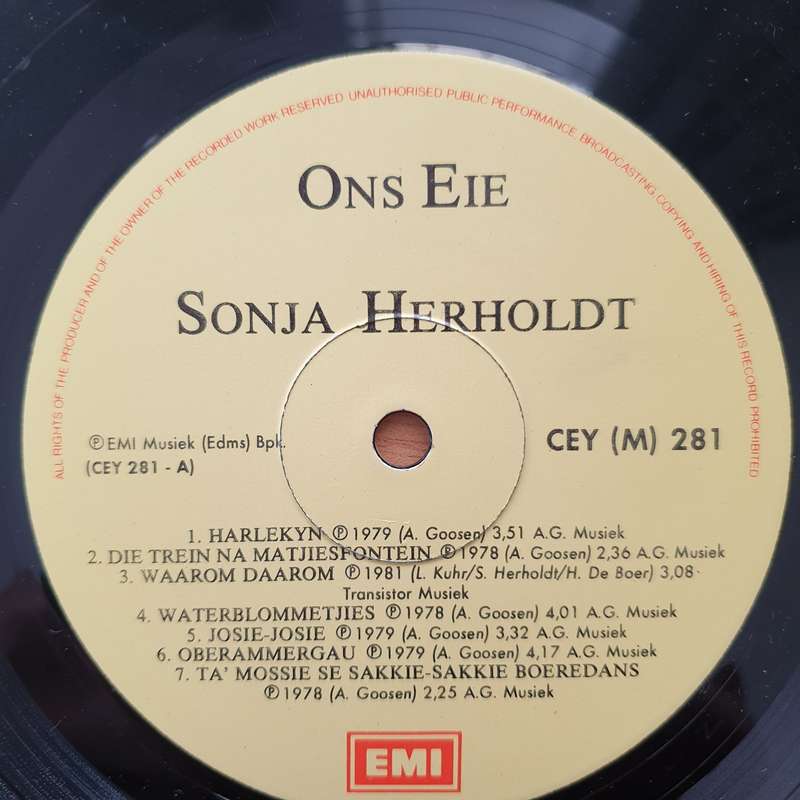 ALL RIGHTS OF THE PRODUCER AND OF THE OWNER OF THE RECORDED WORK RESERVED UNAUTHORISED PUBLIC PERFORMANCE, BROADCASTING COPYING AND HIRING OF THIS RECORD PROHIBITED
ONS EIE
SONJA HERHOLDT
℗ EMI Musiek (Edms) Bpk.
(CEY 281 - A)
CEY (M) 281
1. HARLEKYN ℗ 1979 (A. Goosen) 3,51 A.G. Musiek
2. DIE TREIN NA MATJIESFONTEIN ℗ 1978 (A. Goosen) 2,36 A.G. Musiek
3. WAAROM DAAROM ℗ 1981 (L. Kuhr/S. Herholdt/H. De Boer) 3,08
Transistor Musiek
4. WATERBLOMMETJIES ℗ 1978 (A. Goosen) 4,01 A.G. Musiek
5. JOSIE-JOSIE ℗ 1979 (A. Goosen) 3,32 A.G. Musiek
6. OBERAMMERGAU ℗ 1979 (A. Goosen) 4,17 A.G. Musiek
7. TA' MOSSIE SE SAKKIE-SAKKIE BOEREDANS
℗ 1978 (A. Goosen) 2,25 A.G. Musiek
EMI